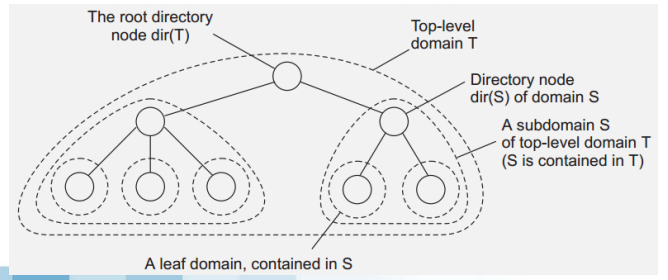 The root directory
node dir(T)
Top-level
domain T
Directory node
dir(S) of domain S
A subdomain S
of top-level domain T
(S is contained in T)
A leaf domain, contained in S